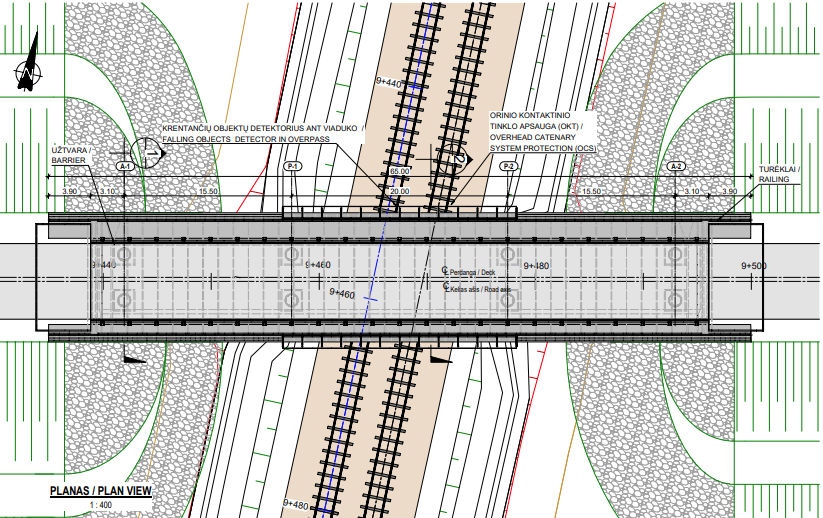 9+440
KRENTANČIŲ OBJEKTŲ DETEKTORIUS ANT VIADUKO /
FALLING OBJECTS DETECTOR IN OVERPASS
ORINIO KONTAKTINIO
TINKLO APSAUGA (OKT) /
OVERHEAD CATENARY
SYSTEM PROTECTION (OCS)
UŽTVARA /
BARRIER
TURĖKLAI /
RAILING
A-1
P-1
P-2
A-2
65.00
3.90
3.10
15.50
20.00
15.50
3.10
3.90
9+440
9+460
9+480
9+500
℄ Perdanga / Deck
℄ Kelias ašis / Road axis
9+460
9+480
PLANAS / PLAN VIEW
1 : 400